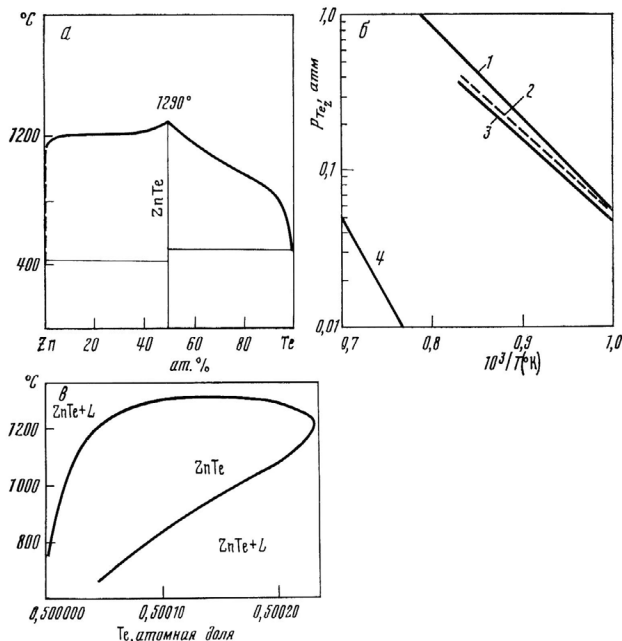 °C
а
1290°
1200
400
ZnTe
Zn 20 40 60 80 Te
ат.%
б
P Te2, атм
1,0
0,1
0,01
1
2
3
4
0,7 0,8 0,9 1,0
10³/T(°K)
°C
в
ZnTe+L
1200
1000
800
ZnTe
ZnTe+L
0,500000 0,50010 0,50020
Te, атомная доля